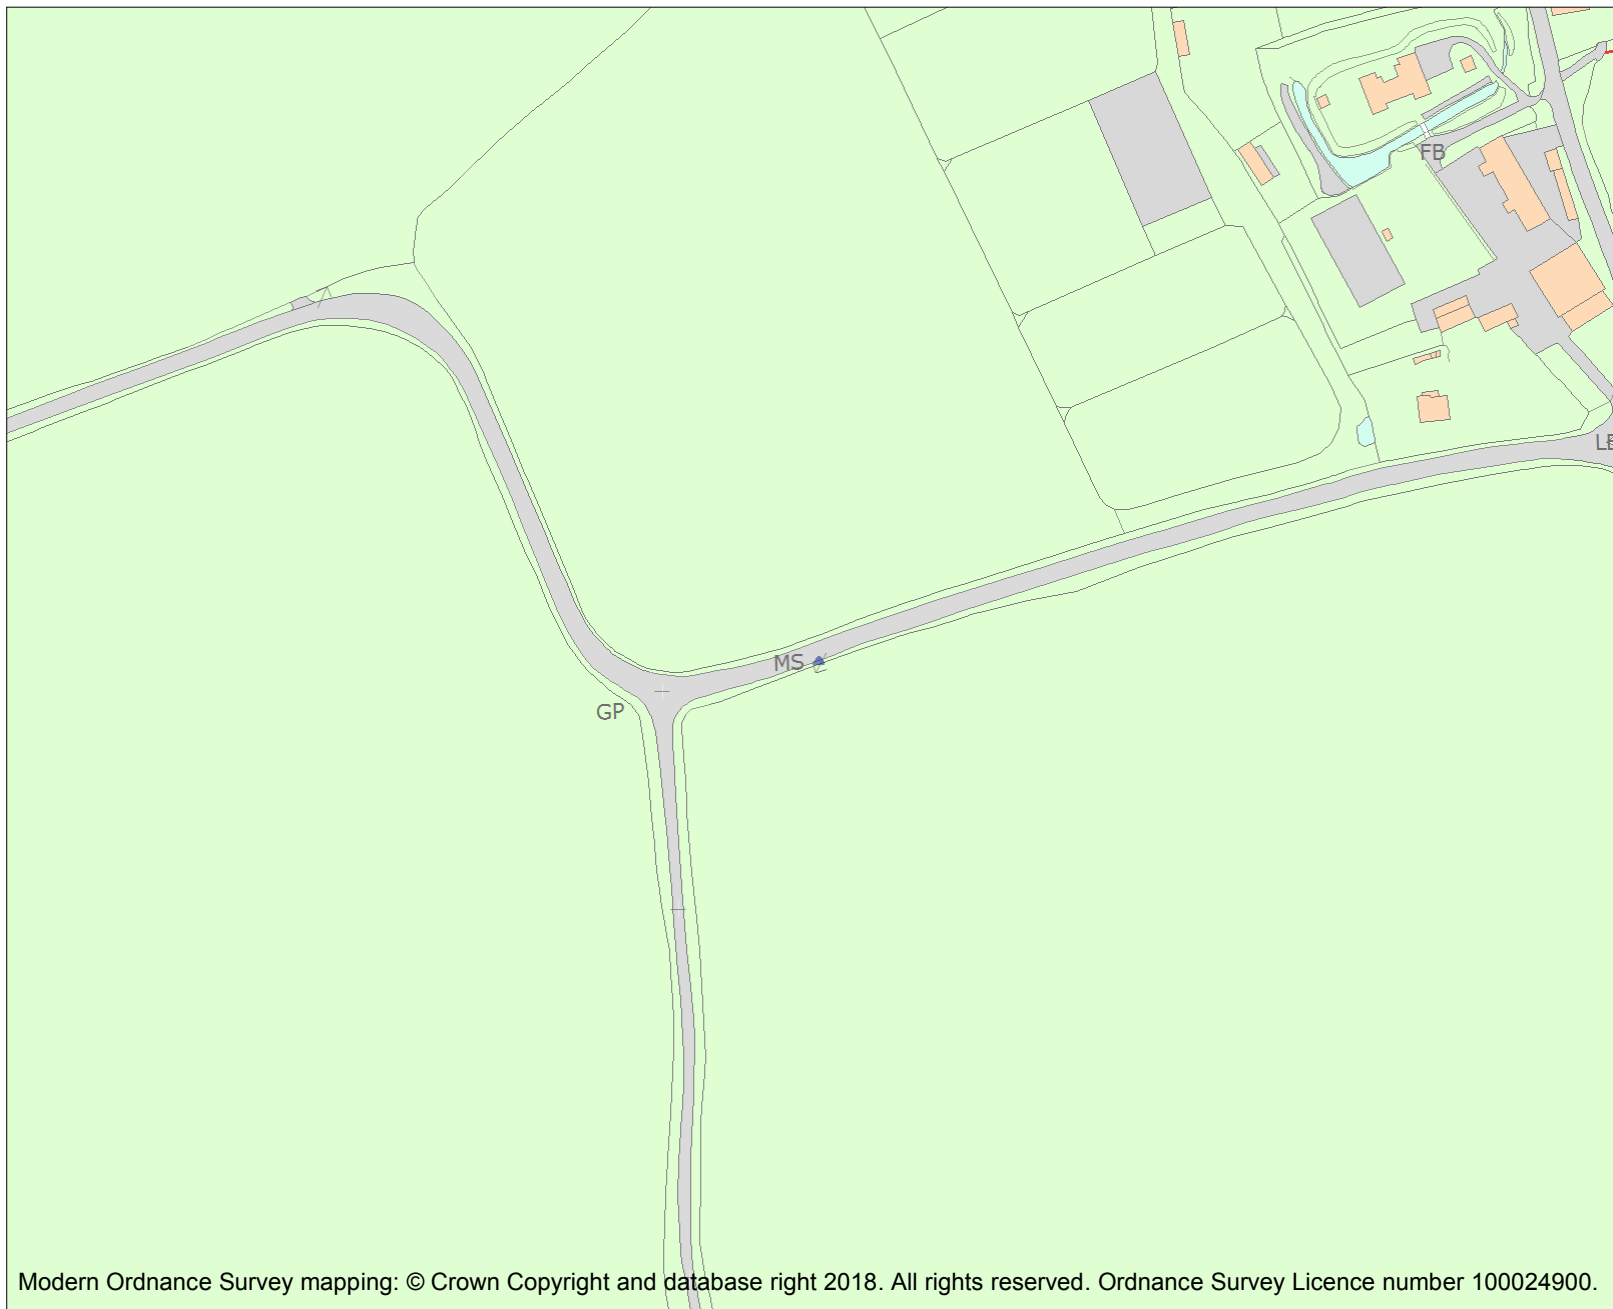 FB
MS
GP
Modern Ordnance Survey mapping: © Crown Copyright and database right 2018. All rights reserved. Ordnance Survey Licence number 100024900.